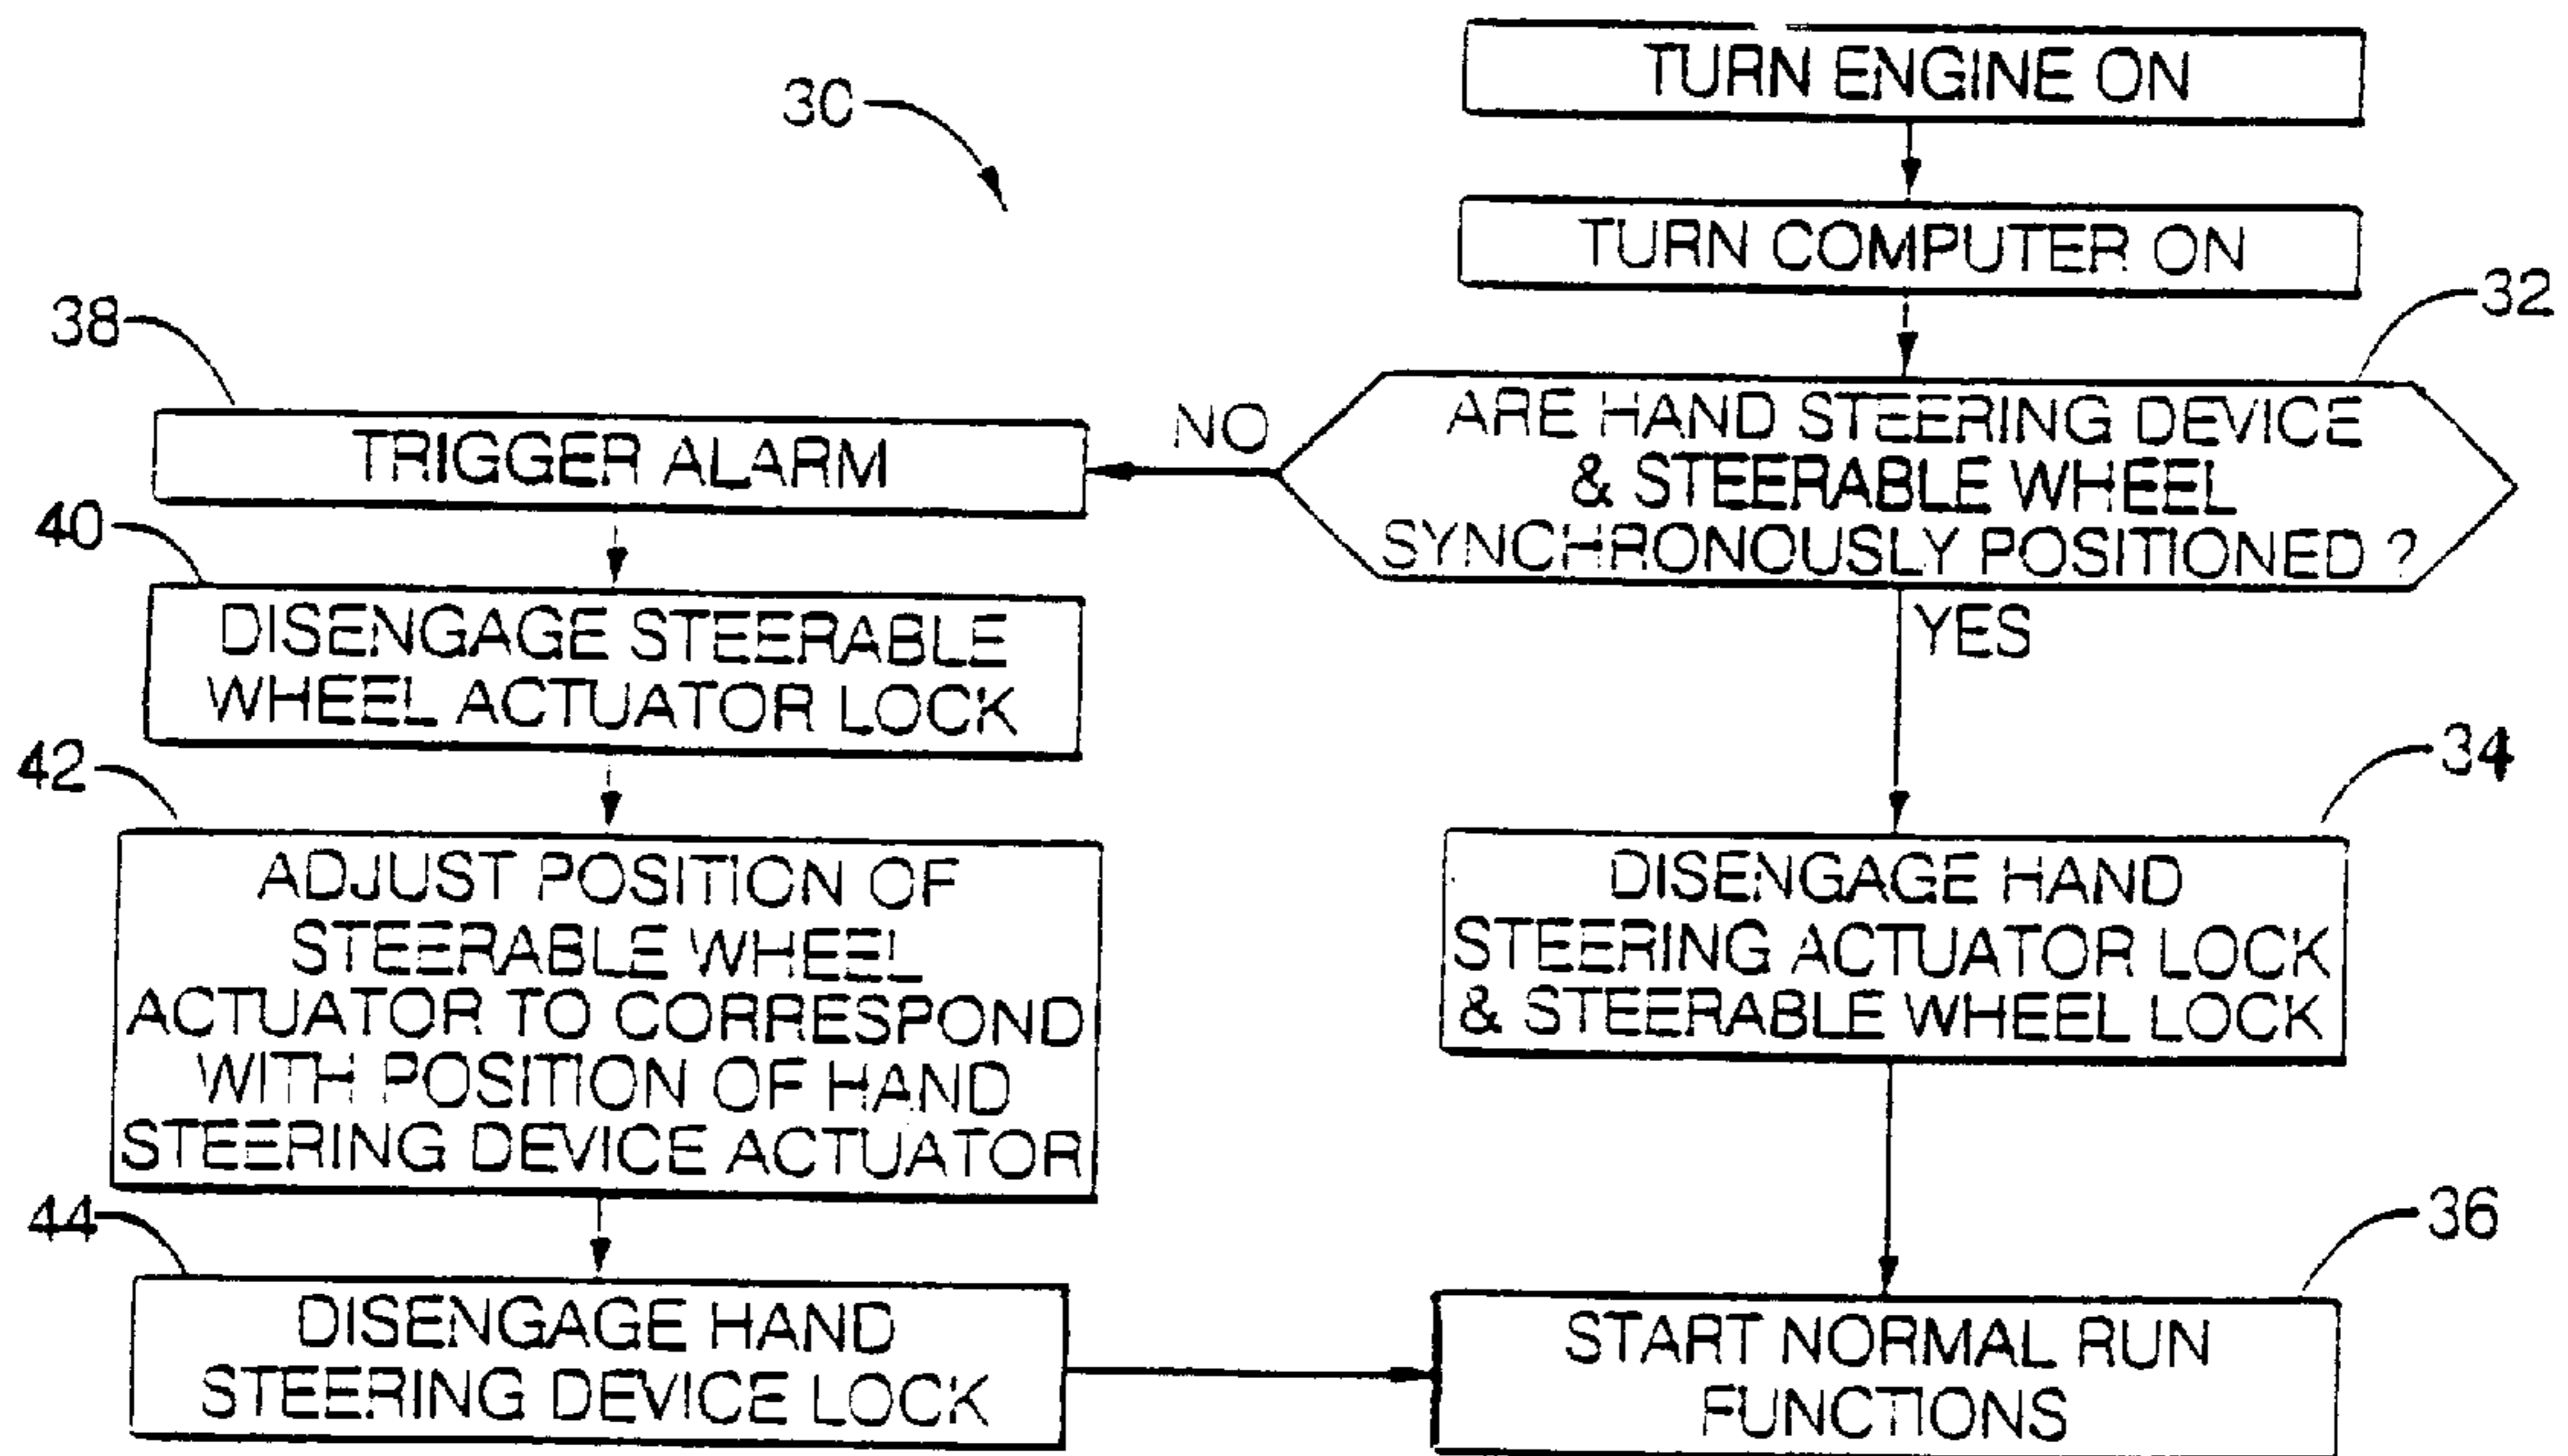 30
TURN ENGINE ON
TURN COMPUTER ON
32
ARE HAND STEERING DEVICE
& STEERABLE WHEEL
SYNCHRONOUSLY POSITIONED ?
NO
YES
38
TRIGGER ALARM
40
DISENGAGE STEERABLE
WHEEL ACTUATOR LOCK
42
ADJUST POSITION OF
STEERABLE WHEEL
ACTUATOR TO CORRESPOND
WITH POSITION OF HAND
STEERING DEVICE ACTUATOR
44
DISENGAGE HAND
STEERING DEVICE LOCK
34
DISENGAGE HAND
STEERING ACTUATOR LOCK
& STEERABLE WHEEL LOCK
36
START NORMAL RUN
FUNCTIONS